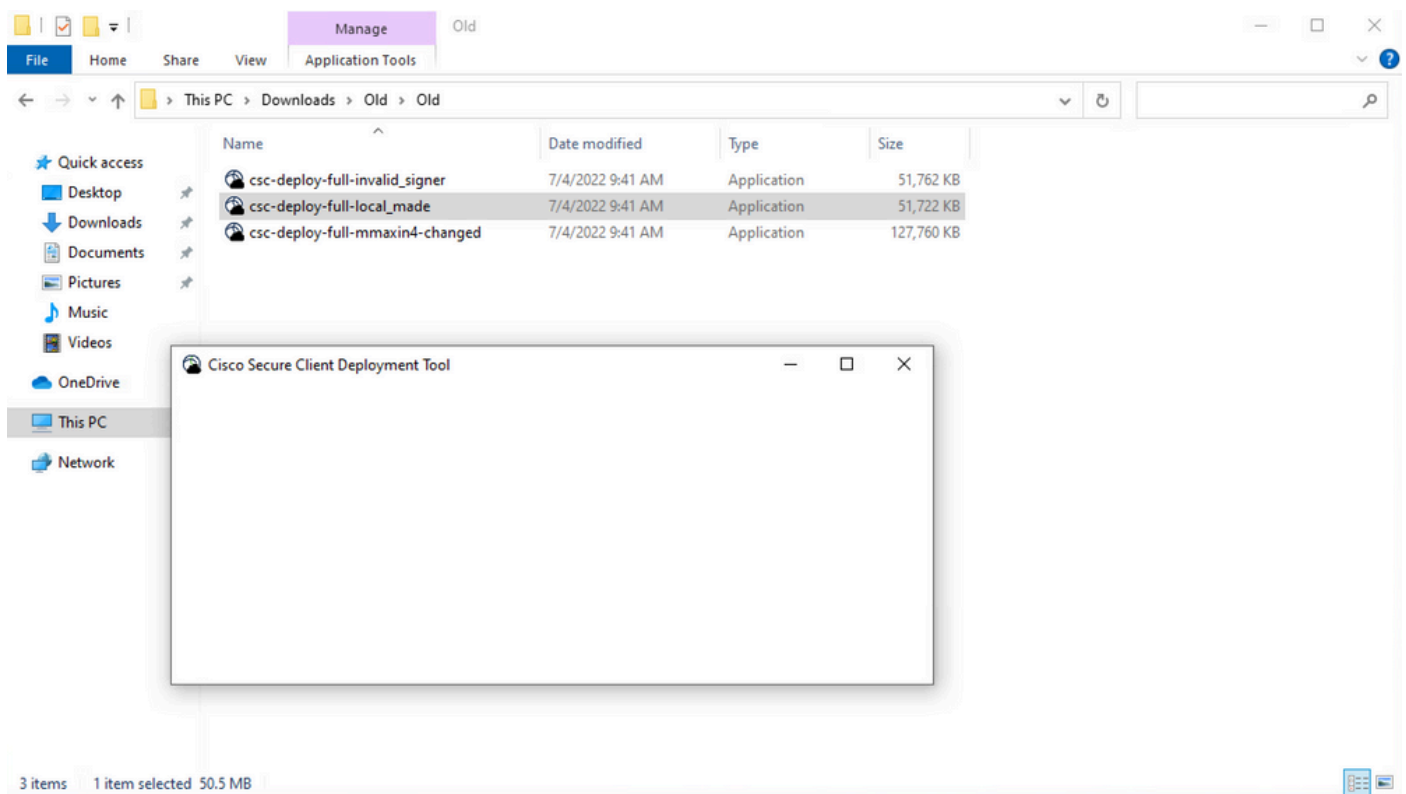 Manage Old
File Home Share View Application Tools
This PC > Downloads > Old > Old
Name Date modified Type Size
Quick access
Desktop
Downloads
Documents
Pictures
Music
Videos
OneDrive
This PC
Network
csc-deploy-full-invalid_signer 7/4/2022 9:41 AM Application 51,762 KB
csc-deploy-full-local_made 7/4/2022 9:41 AM Application 51,722 KB
csc-deploy-full-mmaxin4-changed 7/4/2022 9:41 AM Application 127,760 KB
Cisco Secure Client Deployment Tool
3 items 1 item selected 50.5 MB